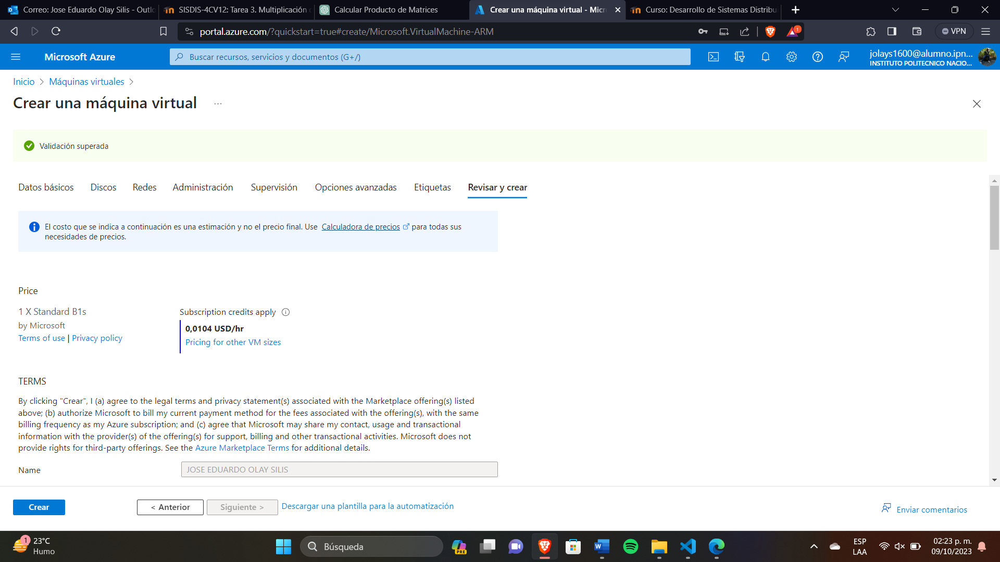 Correo: Jose Eduardo Olay Silis - Outlo
SISDIS-4CV12: Tarea 3. Multiplicación
Calcular Producto de Matrices
Crear una máquina virtual - Micr
Curso: Desarrollo de Sistemas Distribu
portal.azure.com/?quickstart=true#create/Microsoft.VirtualMachine-ARM
1
VPN
Microsoft Azure
Buscar recursos, servicios y documentos (G+/)
jolays1600@alumno.ipn...
INSTITUTO POLITECNICO NACIO...
Inicio > Máquinas virtuales >
Crear una máquina virtual ...
Validación superada
Datos básicos Discos Redes Administración Supervisión Opciones avanzadas Etiquetas Revisar y crear
El costo que se indica a continuación es una estimación y no el precio final. Use Calculadora de precios para todas sus
necesidades de precios.
Price
1 X Standard B1s
by Microsoft
Terms of use | Privacy policy
Subscription credits apply
0,0104 USD/hr
Pricing for other VM sizes
TERMS
By clicking "Crear", I (a) agree to the legal terms and privacy statement(s) associated with the Marketplace offering(s) listed
above; (b) authorize Microsoft to bill my current payment method for the fees associated with the offering(s), with the same
billing frequency as my Azure subscription; and (c) agree that Microsoft may share my contact, usage and transactional
information with the provider(s) of the offering(s) for support, billing and other transactional activities. Microsoft does not
provide rights for third-party offerings. See the Azure Marketplace Terms for additional details.
Name
JOSE EDUARDO OLAY SILIS
Crear
< Anterior
Siguiente >
Descargar una plantilla para la automatización
Enviar comentarios
1
23°C
Humo
Búsqueda
PRE
ESP
LAA
02:23 p. m.
09/10/2023